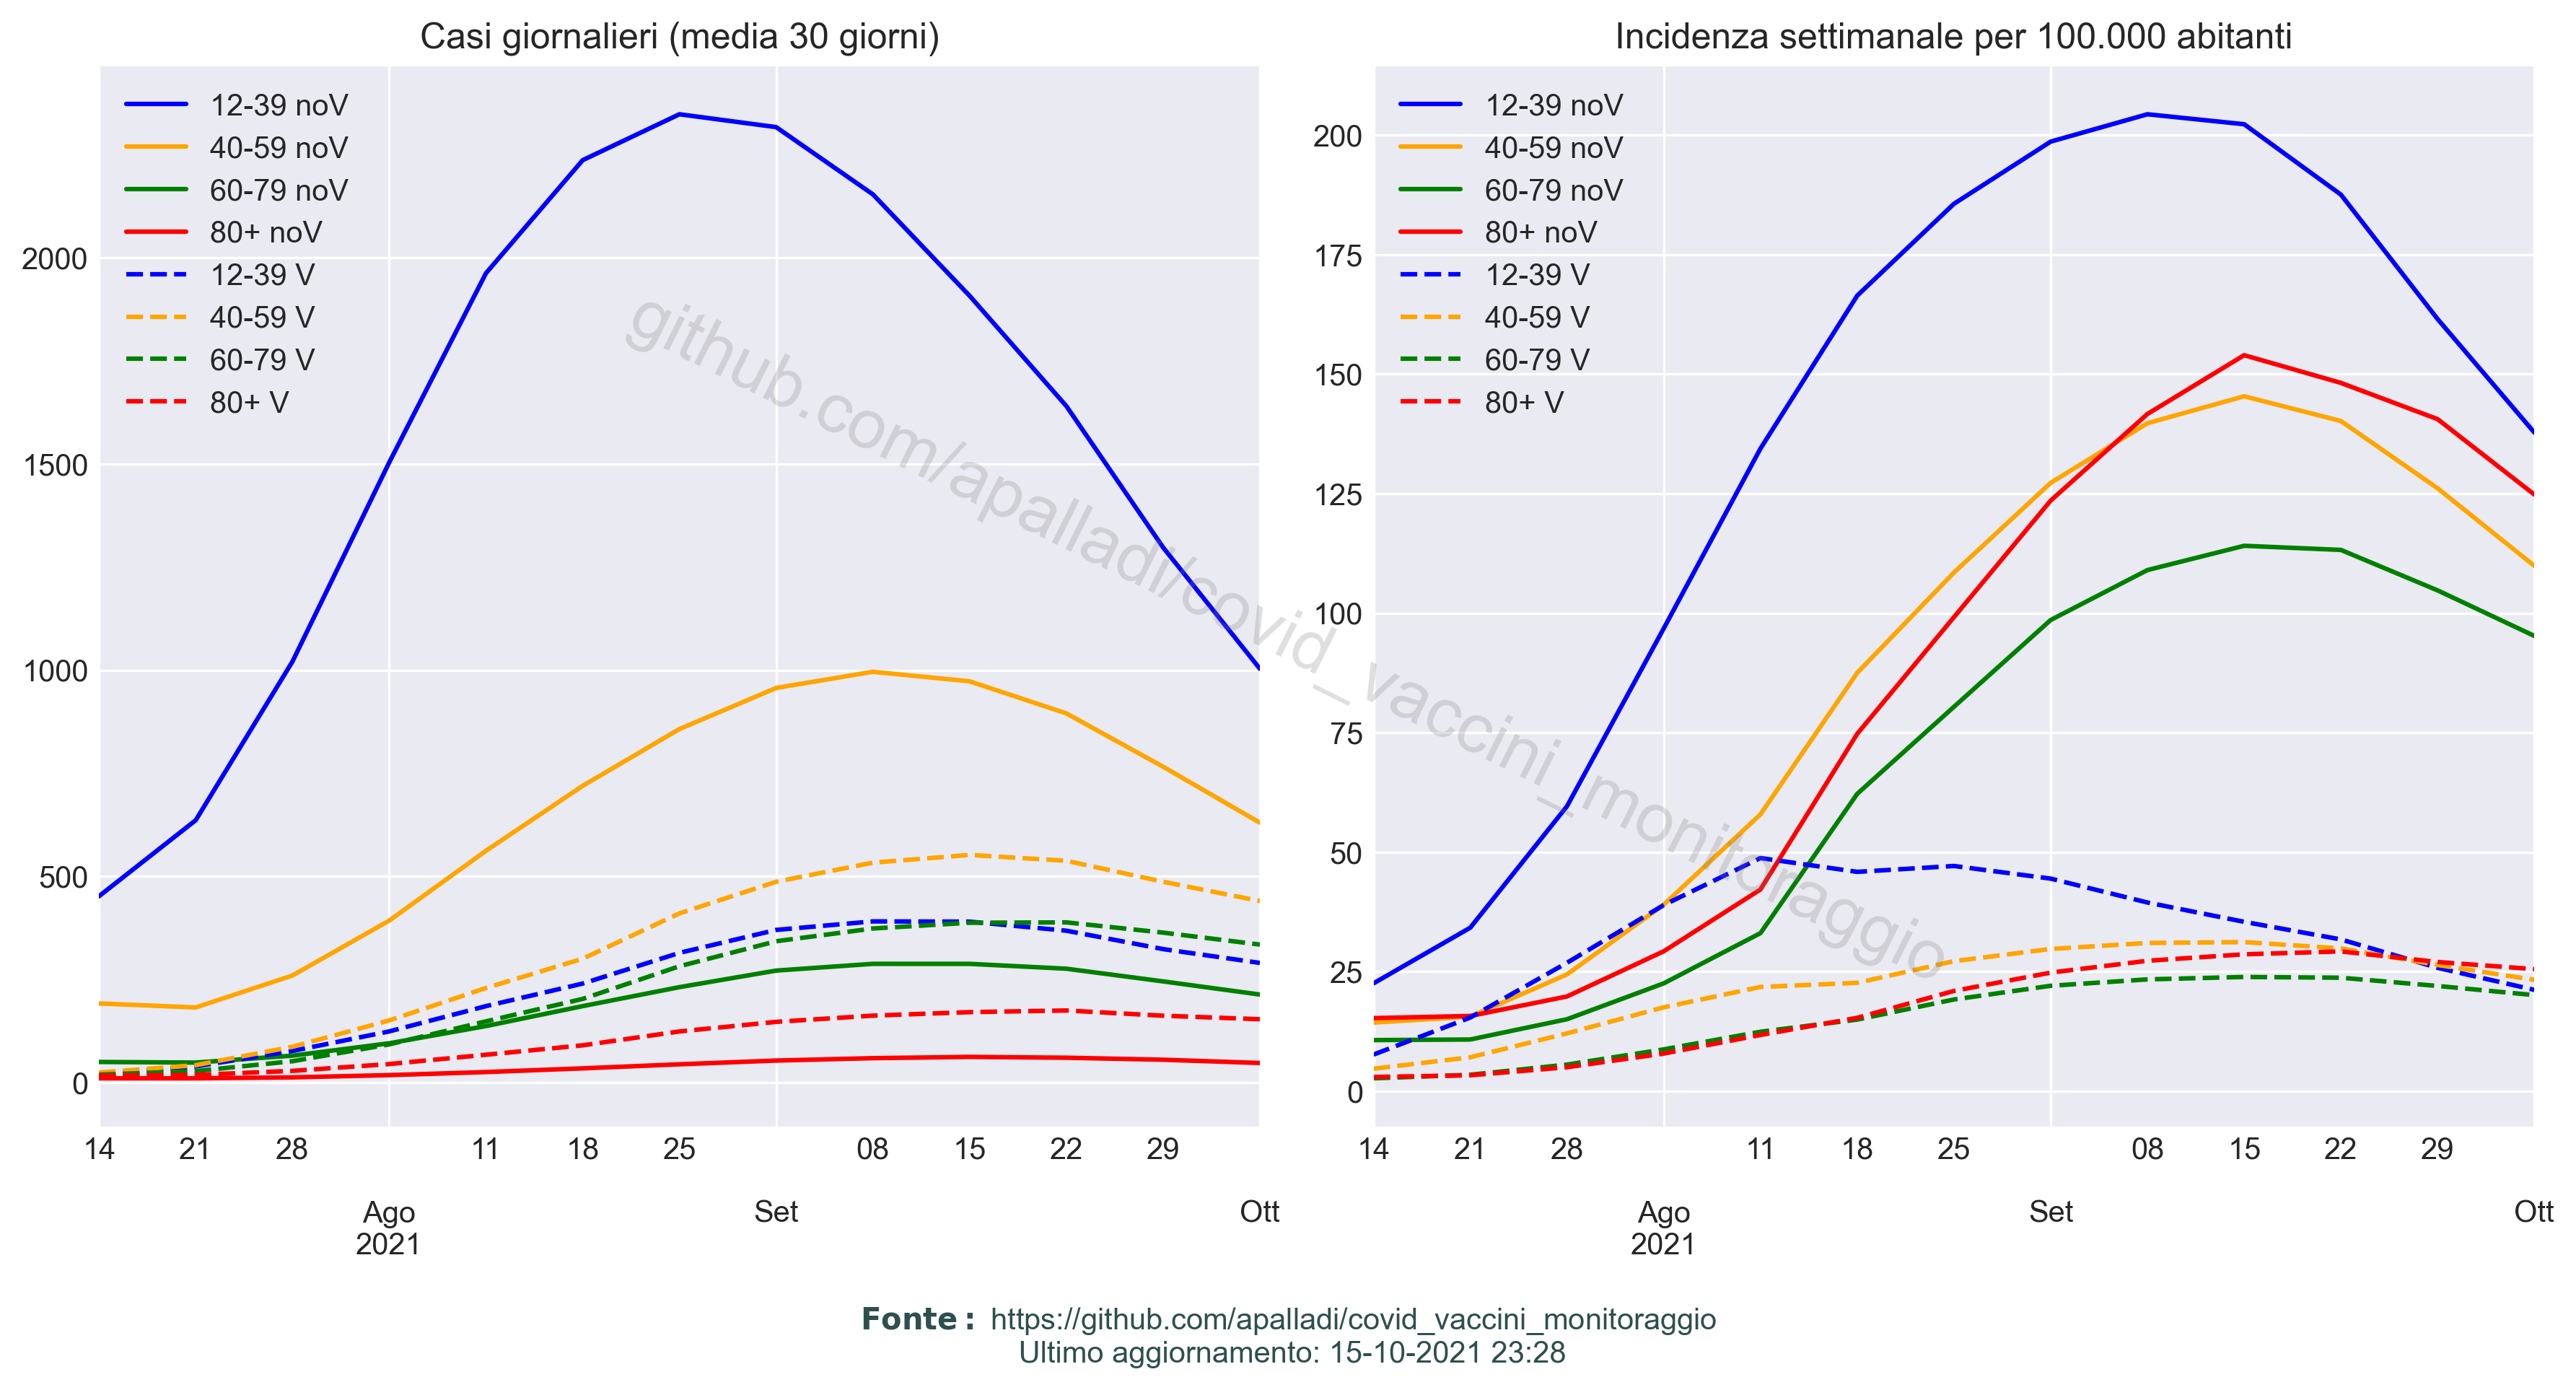 Casi giornalieri (media 30 giorni)
12-39 noV
40-59 noV
60-79 noV
80+ noV
12-39 V
40-59 V
60-79 V
80+ V
2000
1500
1000
500
0
14 21 28 11 18 25 08 15 22 29
Ago Set Ott
2021
Incidenza settimanale per 100.000 abitanti
12-39 noV
40-59 noV
60-79 noV
80+ noV
12-39 V
40-59 V
60-79 V
80+ V
200
175
150
125
100
75
50
25
0
14 21 28 11 18 25 08 15 22 29
Ago Set Ott
2021
github.com/apalladi/covid_vaccini_monitoraggio
Fonte: https://github.com/apalladi/covid_vaccini_monitoraggio
Ultimo aggiornamento: 15-10-2021 23:28